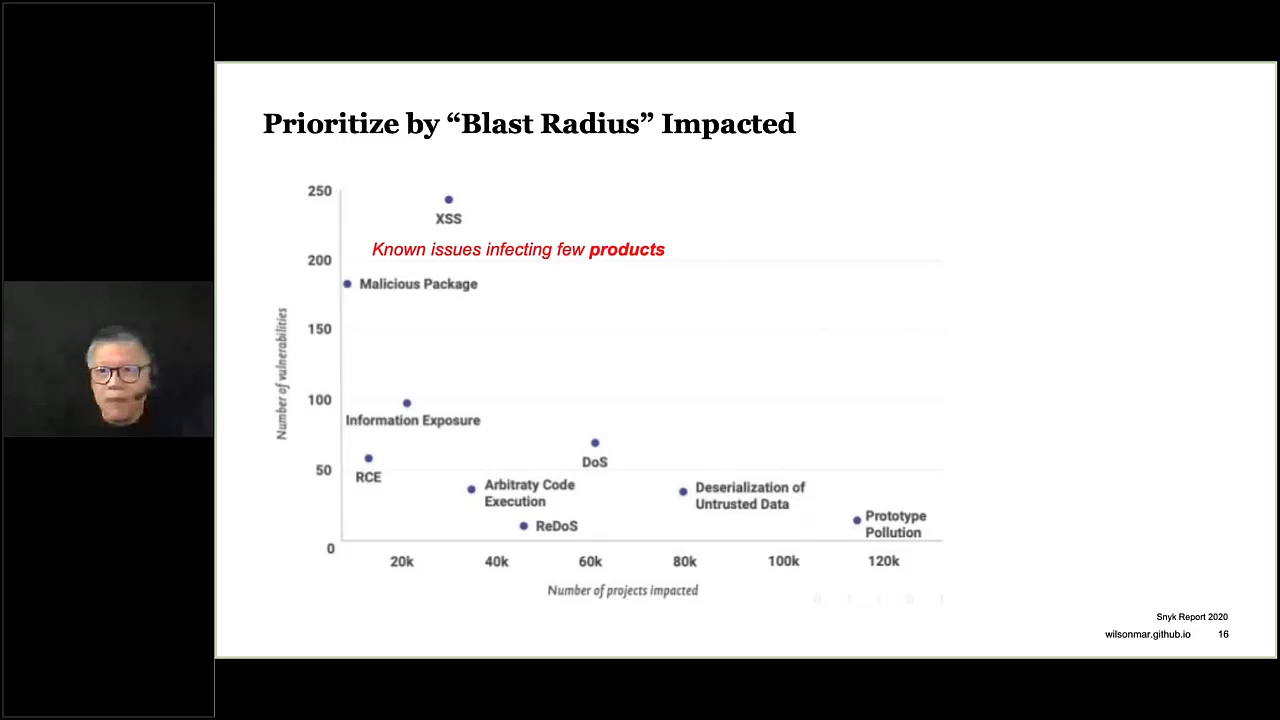 Prioritize by “Blast Radius” Impacted
250
XSS
Known issues infecting few products
200
Malicious Package
150
Number of vulnerabilities
100
Information Exposure
DoS
50
RCE
Arbitraty Code
Execution
Deserialization of
Untrusted Data
ReDoS
Prototype
Pollution
0
20k
40k
60k
80k
100k
120k
Number of projects impacted
Snyk Report 2020
wilsonmar.github.io
16